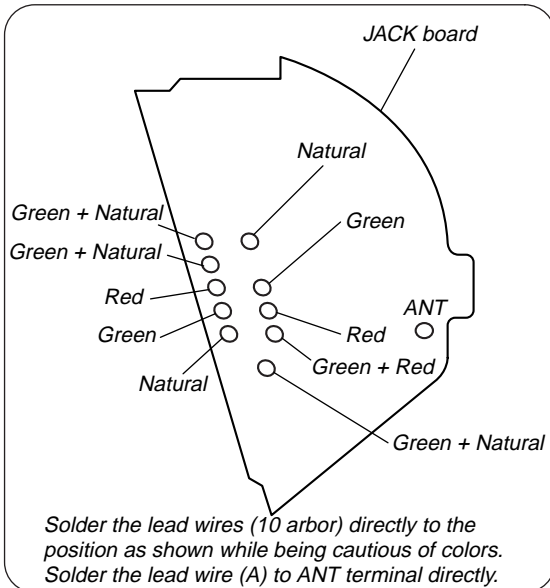 JACK board
Natural
Green + Natural
Green
Green + Natural
Red
ANT
Green
Red
Natural
Green + Red
Green + Natural
Solder the lead wires (10 arbor) directly to the
position as shown while being cautious of colors.
Solder the lead wire (A) to ANT terminal directly.